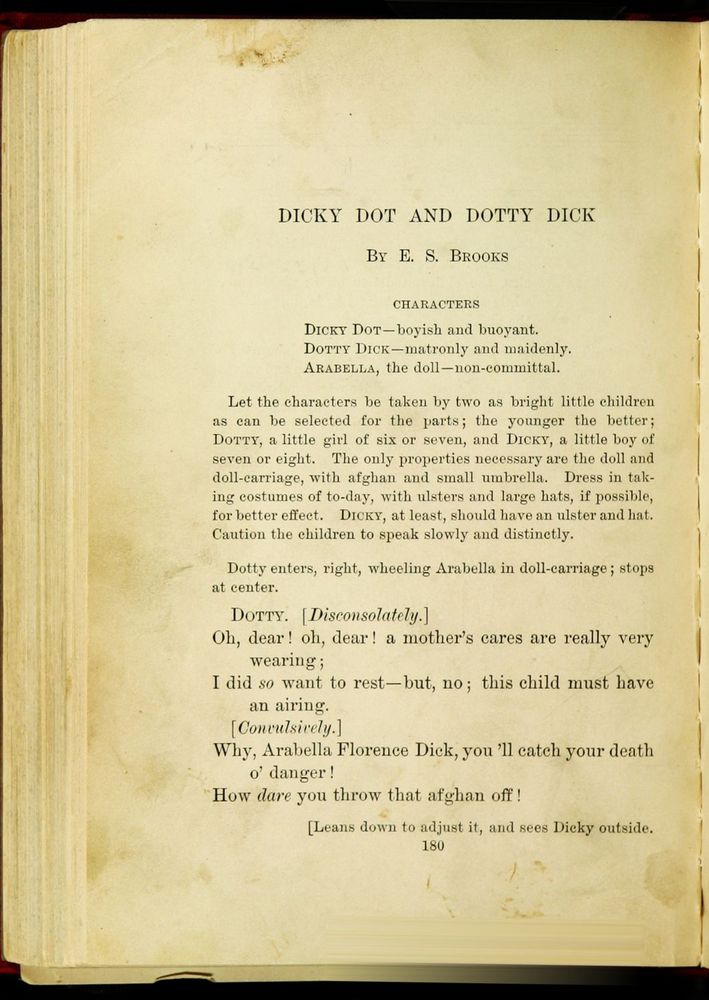 DICKY DOT AND DOTTY DICK
By E. S. Brooks
CHARACTERS
Dicky Dot—boyish and buoyant.
Dotty Dick—matronly and maidenly.
Arabella, the doll—non-committal.
Let the characters be taken by two as bright little children
as can be selected for the parts; the younger the better;
Dotty, a little girl of six or seven, and Dicky, a little boy of
seven or eight. The only properties necessary are the doll and
doll-carriage, with afghan and small umbrella. Dress in tak-
ing costumes of to-day, with ulsters and large hats, if possible,
for better effect. Dicky, at least, should have an ulster and hat.
Caution the children to speak slowly and distinctly.
Dotty enters, right, wheeling Arabella in doll-carriage; stops
at center.
Dotty. [Disconsolately.]
Oh, dear! oh, dear! a mother's cares are really very
wearing;
I did so want to rest—but, no; this child must have
an airing.
[Convulsively.]
Why, Arabella Florence Dick, you 'll catch your death
o' danger!
How dare you throw that afghan off!
[Leans down to adjust it, and sees Dicky outside.
180